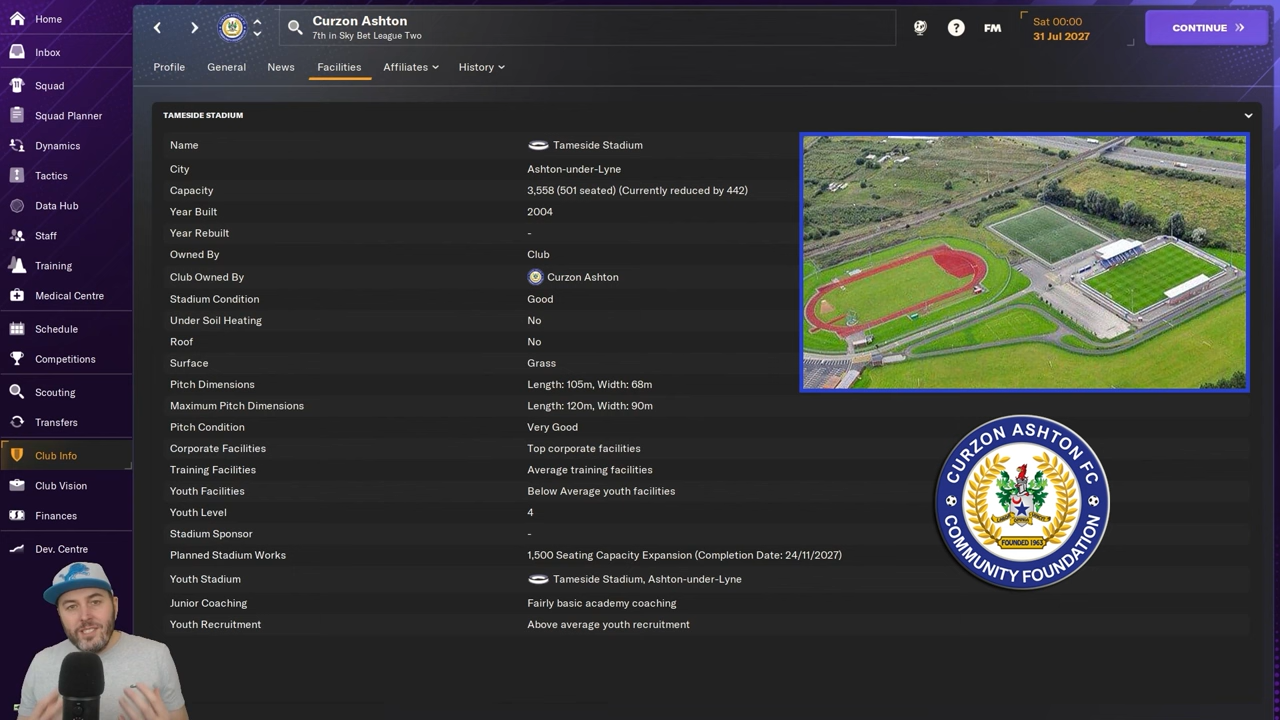 Home
Inbox
Squad
Squad Planner
Dynamics
Tactics
Data Hub
Staff
Training
Medical Centre
Schedule
Competitions
Scouting
Transfers
Club Info
Club Vision
Finances
Dev. Centre
Curzon Ashton
7th in Sky Bet League Two
FM
Sat 00:00
31 Jul 2027
CONTINUE
Profile General News Facilities Affiliates History
TAMESIDE STADIUM
Name Tameside Stadium
City Ashton-under-Lyne
Capacity 3,558 (501 seated) (Currently reduced by 442)
Year Built 2004
Year Rebuilt -
Owned By Club
Club Owned By Curzon Ashton
Stadium Condition Good
Under Soil Heating No
Roof No
Surface Grass
Pitch Dimensions Length: 105m, Width: 68m
Maximum Pitch Dimensions Length: 120m, Width: 90m
Pitch Condition Very Good
Corporate Facilities Top corporate facilities
Training Facilities Average training facilities
Youth Facilities Below Average youth facilities
Youth Level 4
Stadium Sponsor -
Planned Stadium Works 1,500 Seating Capacity Expansion (Completion Date: 24/11/2027)
Youth Stadium Tameside Stadium, Ashton-under-Lyne
Junior Coaching Fairly basic academy coaching
Youth Recruitment Above average youth recruitment
CURZON ASHTON FC
FOUNDED 1963
COMMUNITY FOUNDATION